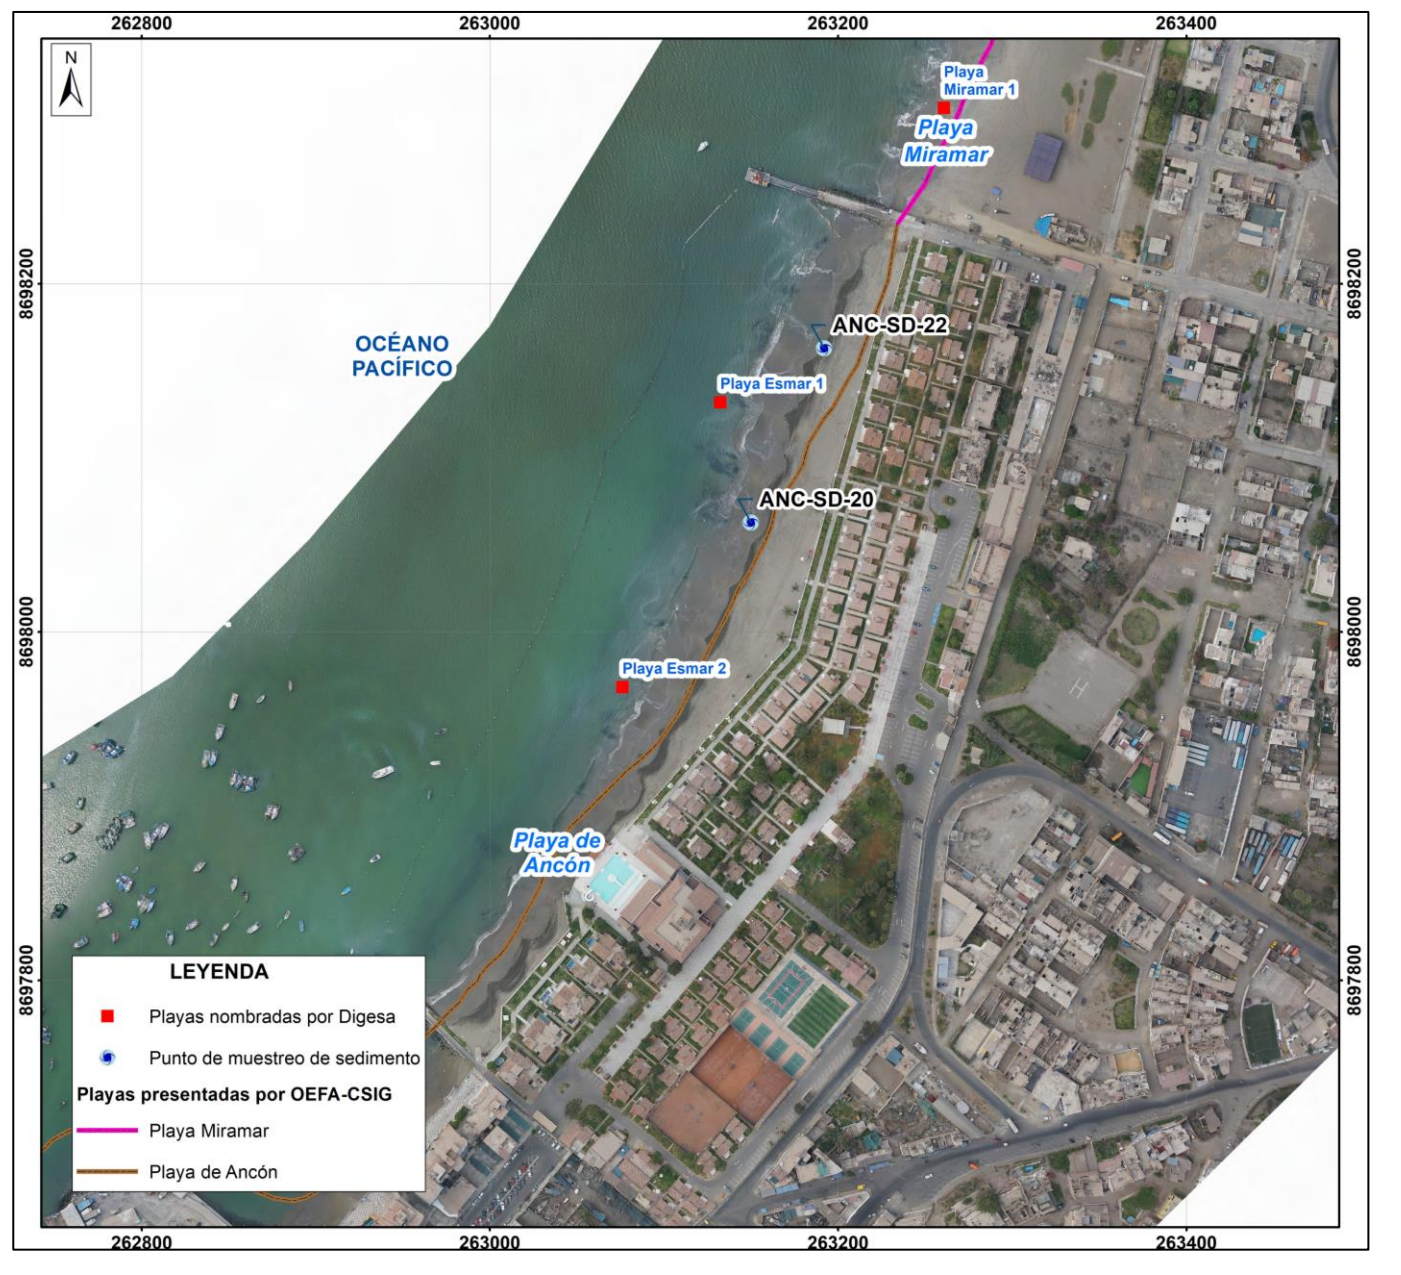 262800
263000
263200
263400
N
Playa
Miramar 1
Playa
Miramar
8698200
8698200
ANC-SD-22
OCÉANO
PACÍFICO
Playa Esmar 1
ANC-SD-20
8698000
8698000
Playa Esmar 2
Playa de
Ancón
8697800
8697800
LEYENDA
Playas nombradas por Digesa
Punto de muestreo de sedimento
Playas presentadas por OEFA-CSIG
Playa Miramar
Playa de Ancón
262800
263000
263200
263400